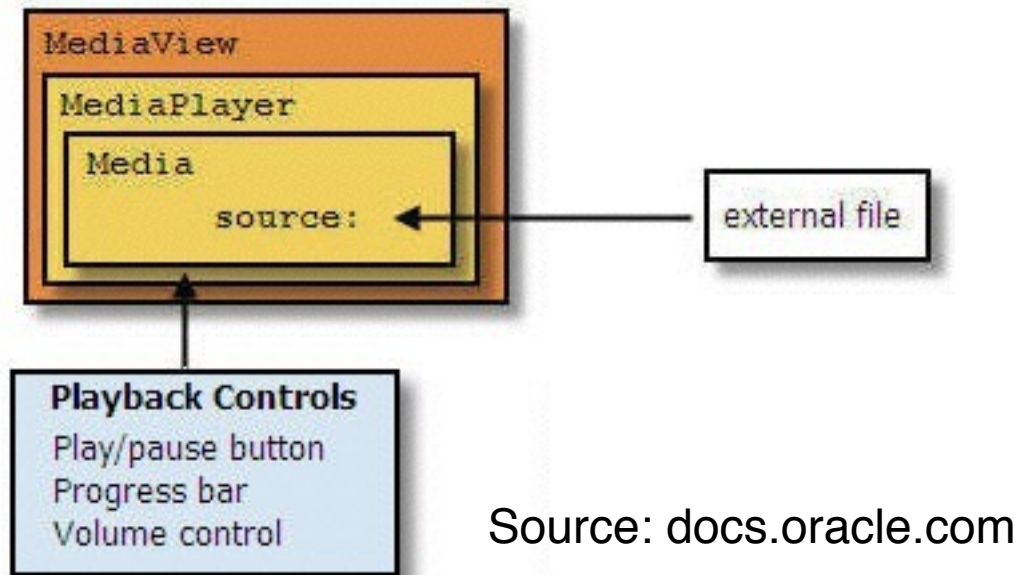 MediaView
MediaPlayer
Media
source:
external file
Playback Controls
Play/pause button
Progress bar
Volume control
Source: docs.oracle.com